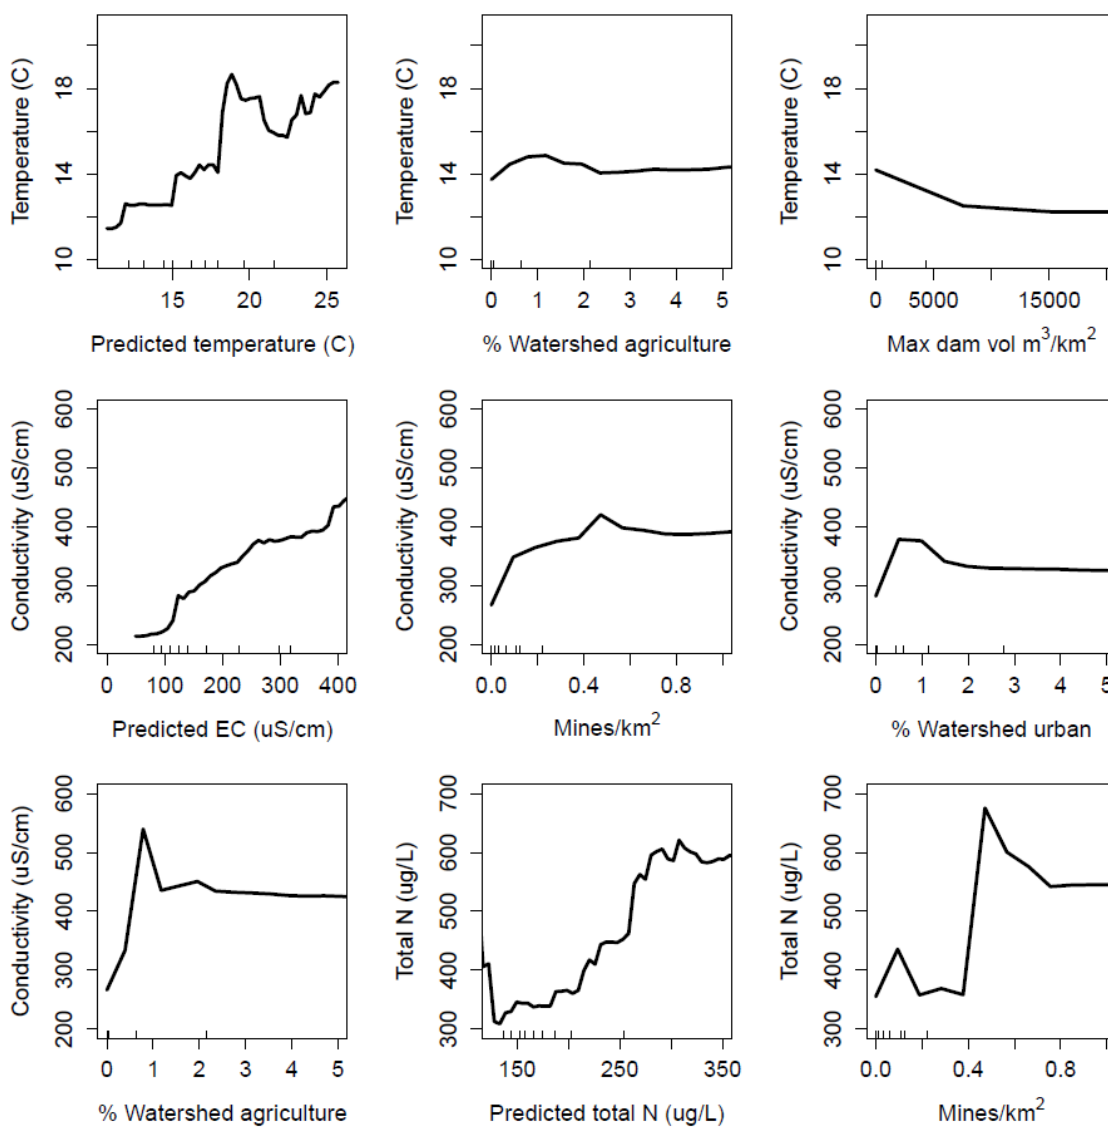 Temperature (C)
10 14 18
15 20 25
Predicted temperature (C)
Temperature (C)
10 14 18
0 1 2 3 4 5
% Watershed agriculture
Temperature (C)
10 14 18
0 5000 15000
Max dam vol m³/km²
Conductivity (uS/cm)
200 300 400 500 600
0 100 200 300 400
Predicted EC (uS/cm)
Conductivity (uS/cm)
200 300 400 500 600
0.0 0.4 0.8
Mines/km²
Conductivity (uS/cm)
200 300 400 500 600
0 1 2 3 4 5
% Watershed urban
Conductivity (uS/cm)
200 300 400 500 600
0 1 2 3 4 5
% Watershed agriculture
Total N (ug/L)
300 400 500 600 700
150 250 350
Predicted total N (ug/L)
Total N (ug/L)
300 400 500 600 700
0.0 0.4 0.8
Mines/km²